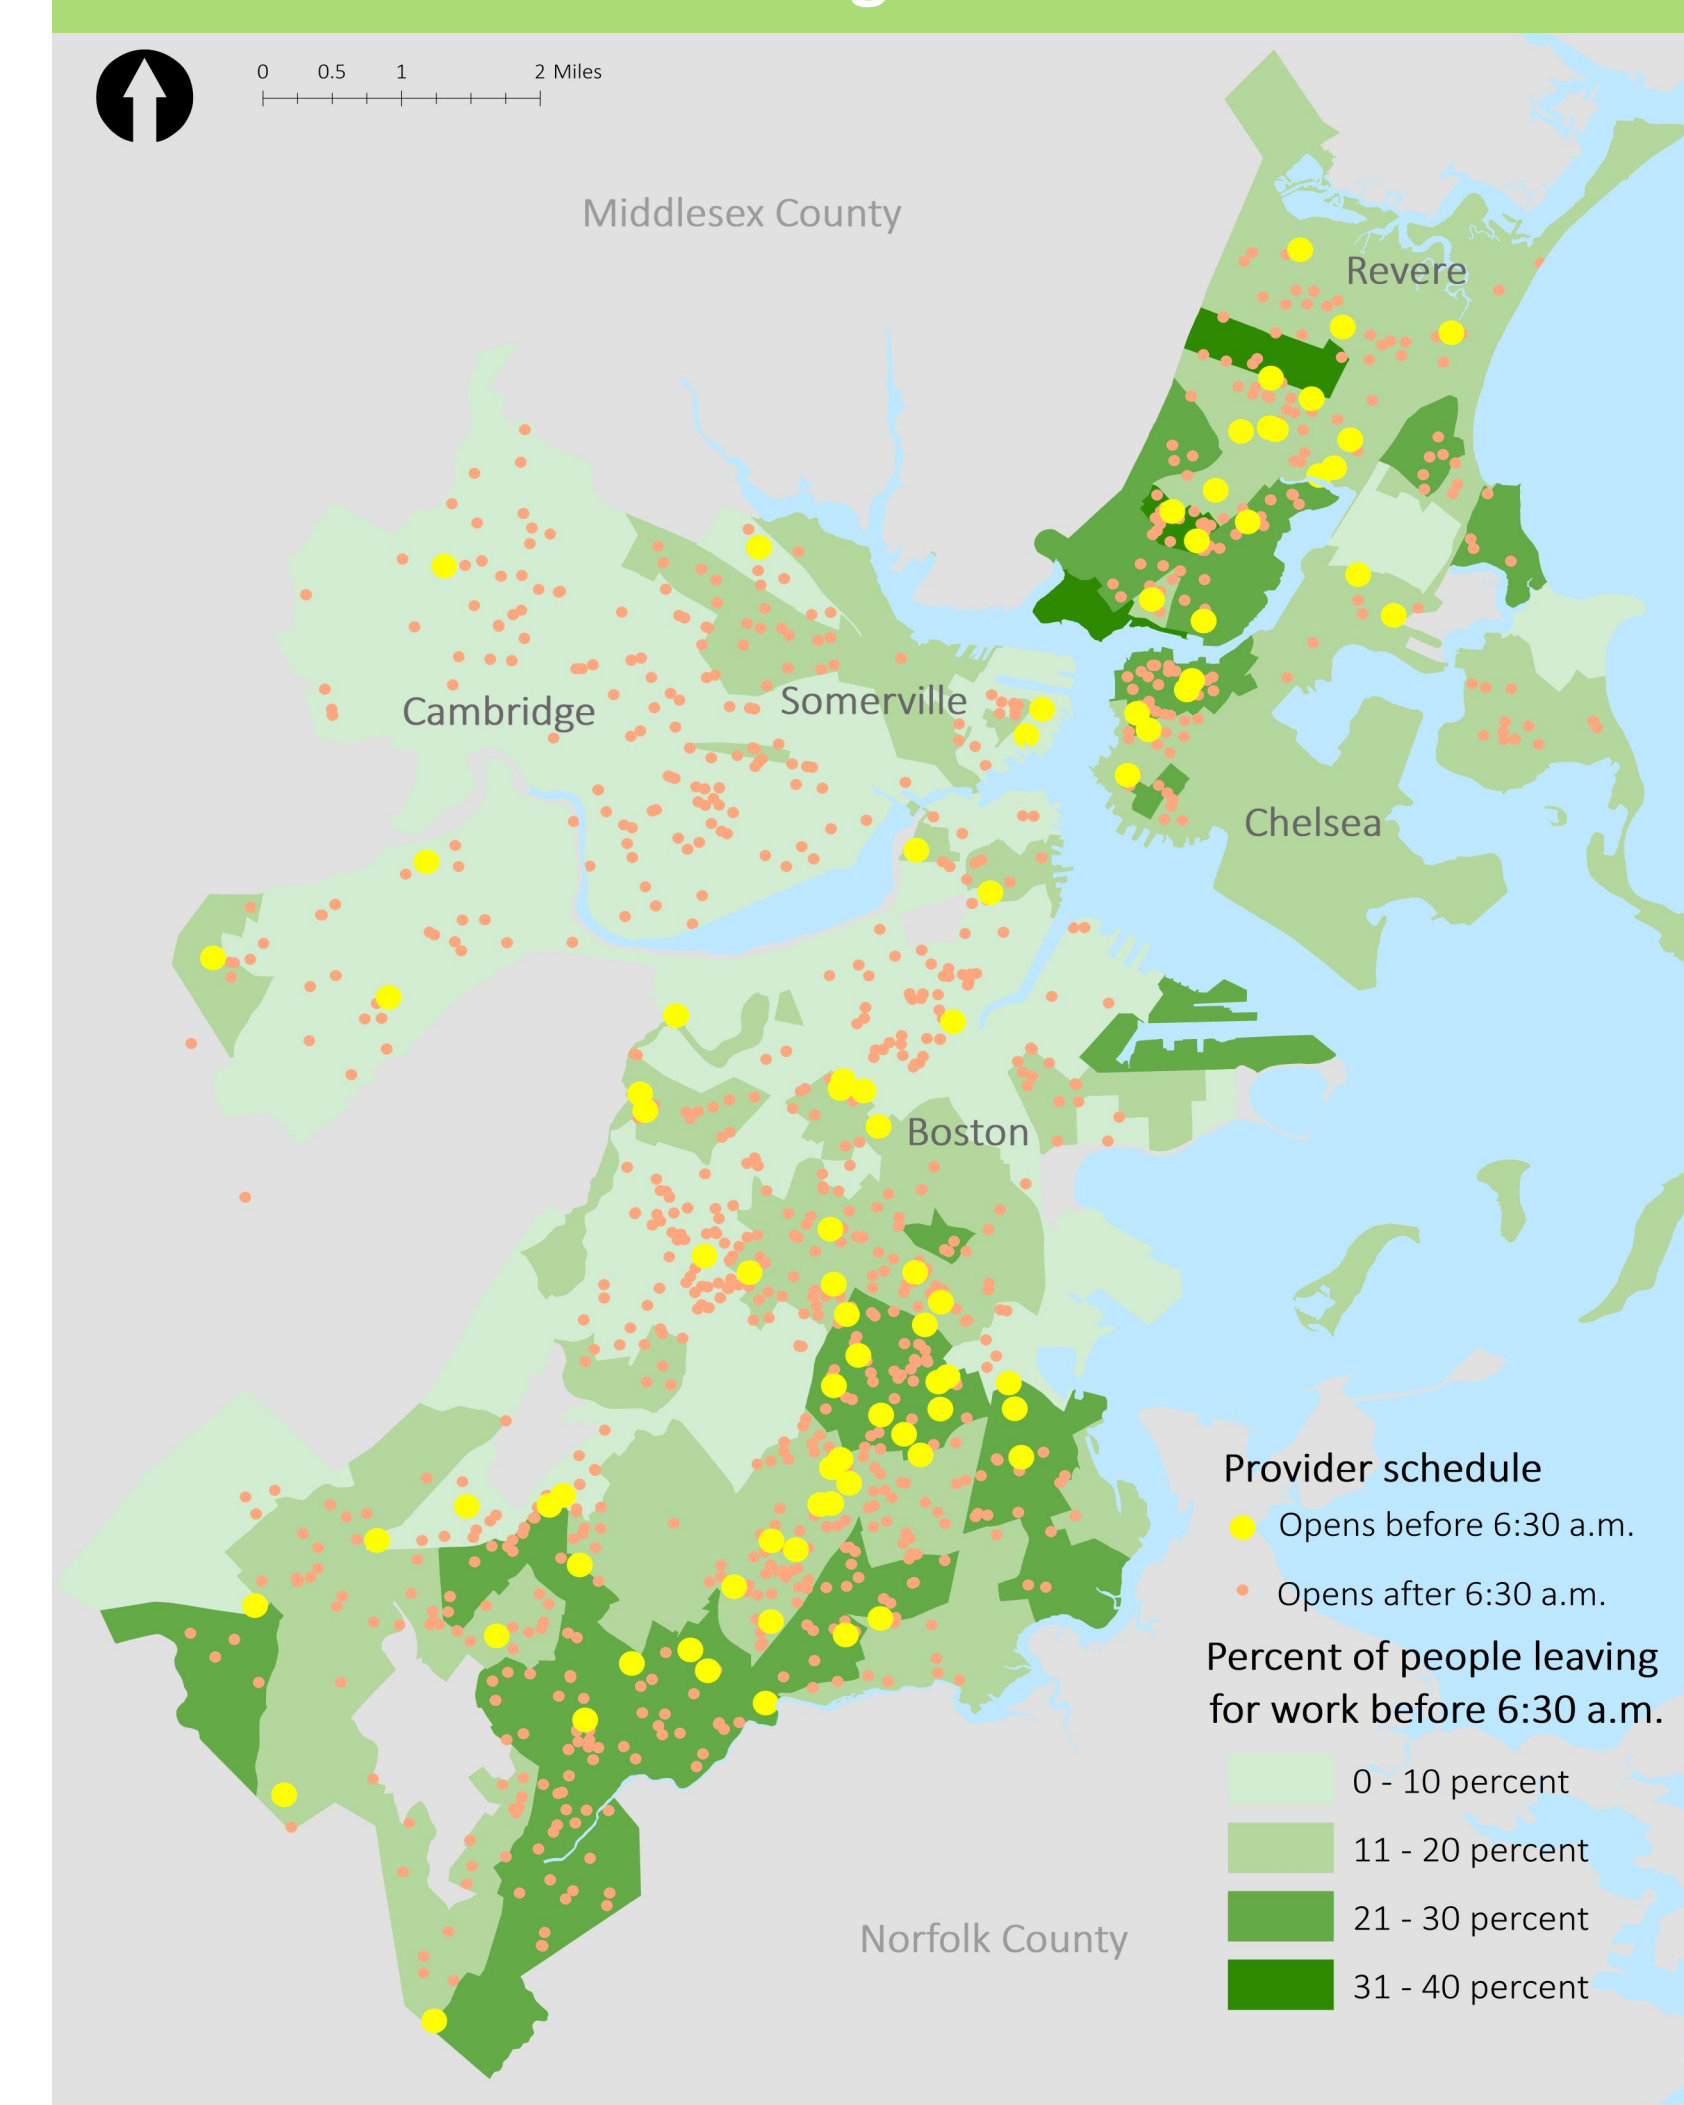 0 0.5 1 2 Miles
Middlesex County
Revere
Cambridge
Somerville
Chelsea
Boston
Provider schedule
Opens before 6:30 a.m.
Opens after 6:30 a.m.
Percent of people leaving
for work before 6:30 a.m.
0 - 10 percent
11 - 20 percent
21 - 30 percent
31 - 40 percent
Norfolk County